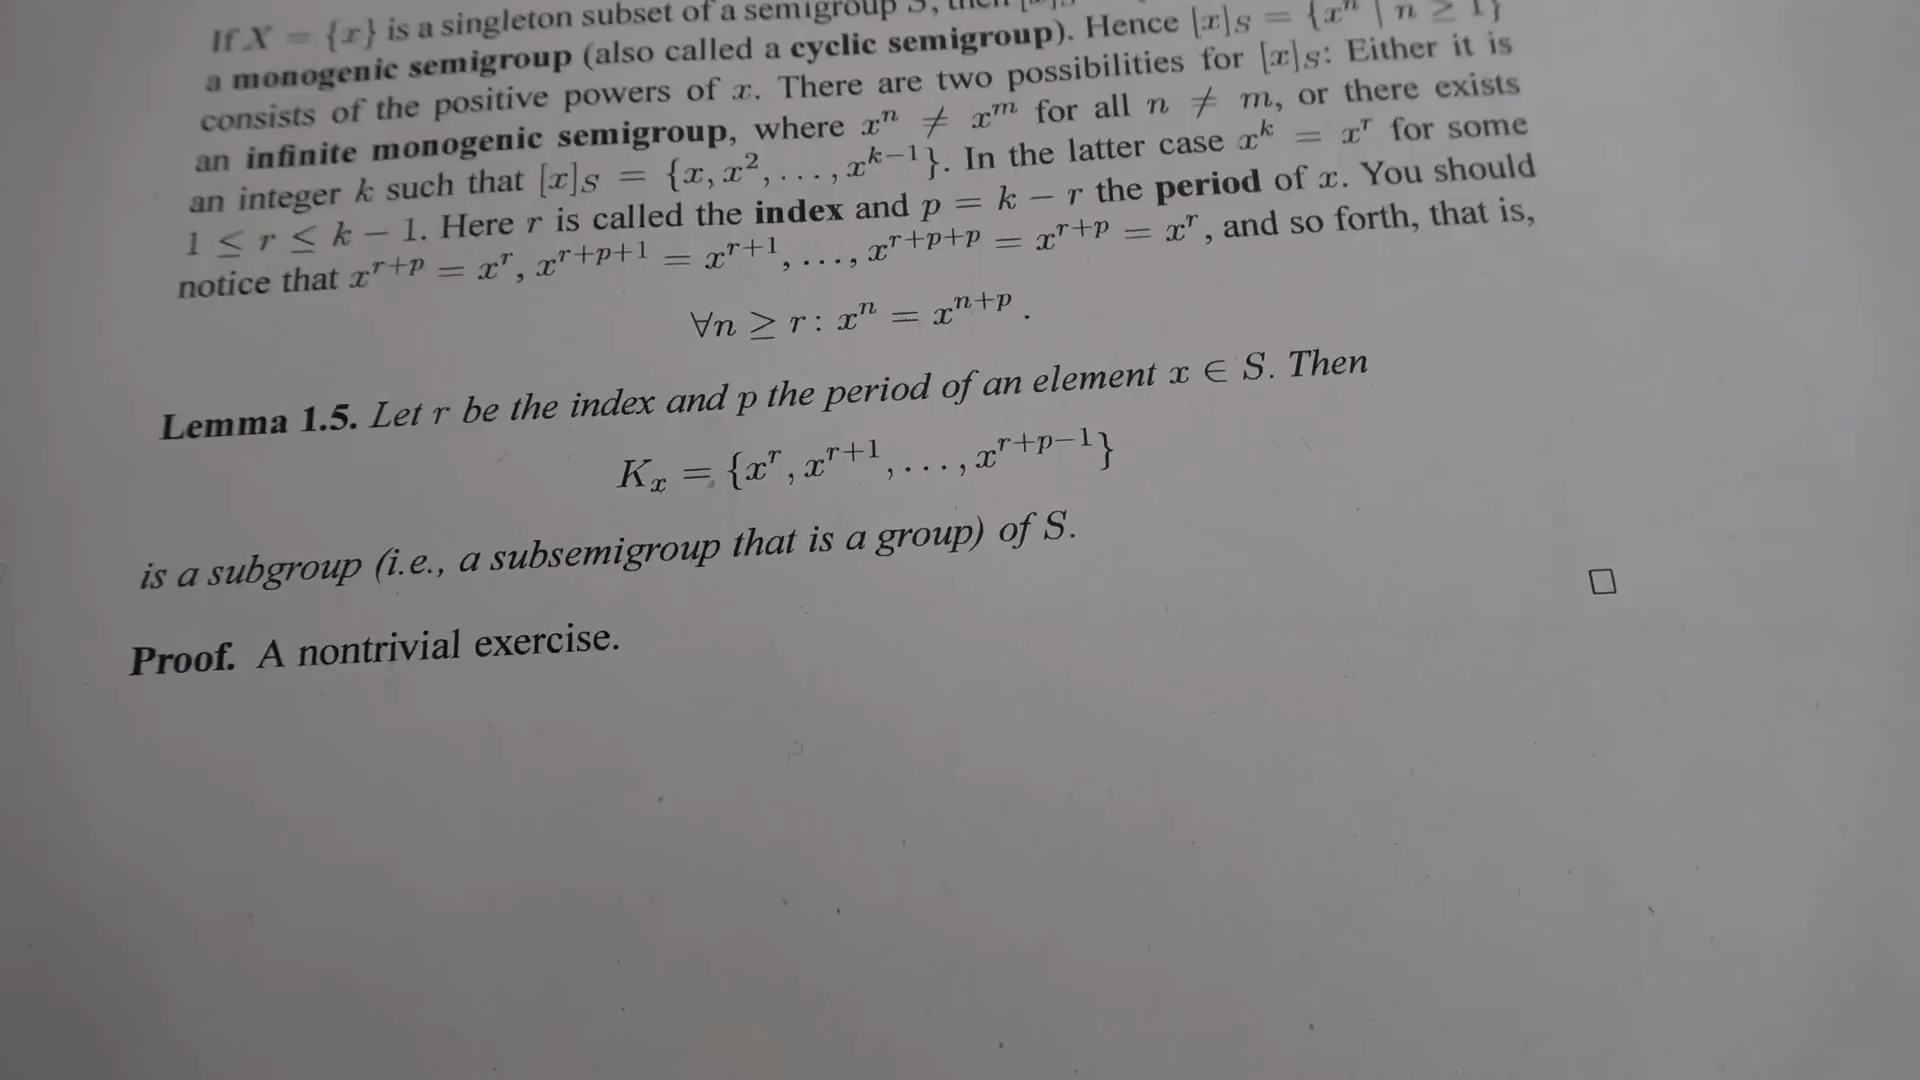 If X = {x} is a singleton subset of a semigroup S, then
a monogenic semigroup (also called a cyclic semigroup). Hence [x]_S = {x^n | n ≥ 1}
consists of the positive powers of x. There are two possibilities for [x]_S: Either it is
an infinite monogenic semigroup, where x^n ≠ x^m for all n ≠ m, or there exists
an integer k such that [x]_S = {x, x^2, ..., x^{k−1}}. In the latter case x^k = x^r for some
1 ≤ r ≤ k − 1. Here r is called the index and p = k − r the period of x. You should
notice that x^{r+p} = x^r, x^{r+p+1} = x^{r+1}, ..., x^{r+p+p} = x^{r+p} = x^r, and so forth, that is,
∀n ≥ r: x^n = x^{n+p}.
Lemma 1.5. Let r be the index and p the period of an element x ∈ S. Then
K_x = {x^r, x^{r+1}, ..., x^{r+p−1}}
is a subgroup (i.e., a subsemigroup that is a group) of S.
Proof. A nontrivial exercise. □